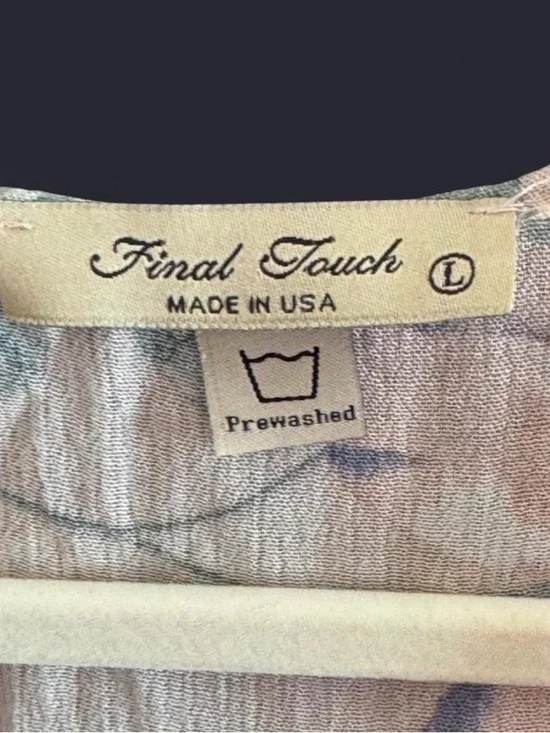 Final Touch Ⓛ
MADE IN USA
Prewashed